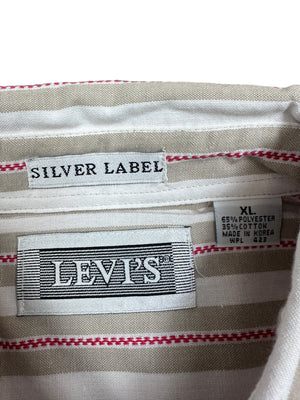 SILVER LABEL
LEVI'S
XL
65% POLYESTER
35% COTTON
MADE IN KOREA
WPL 423